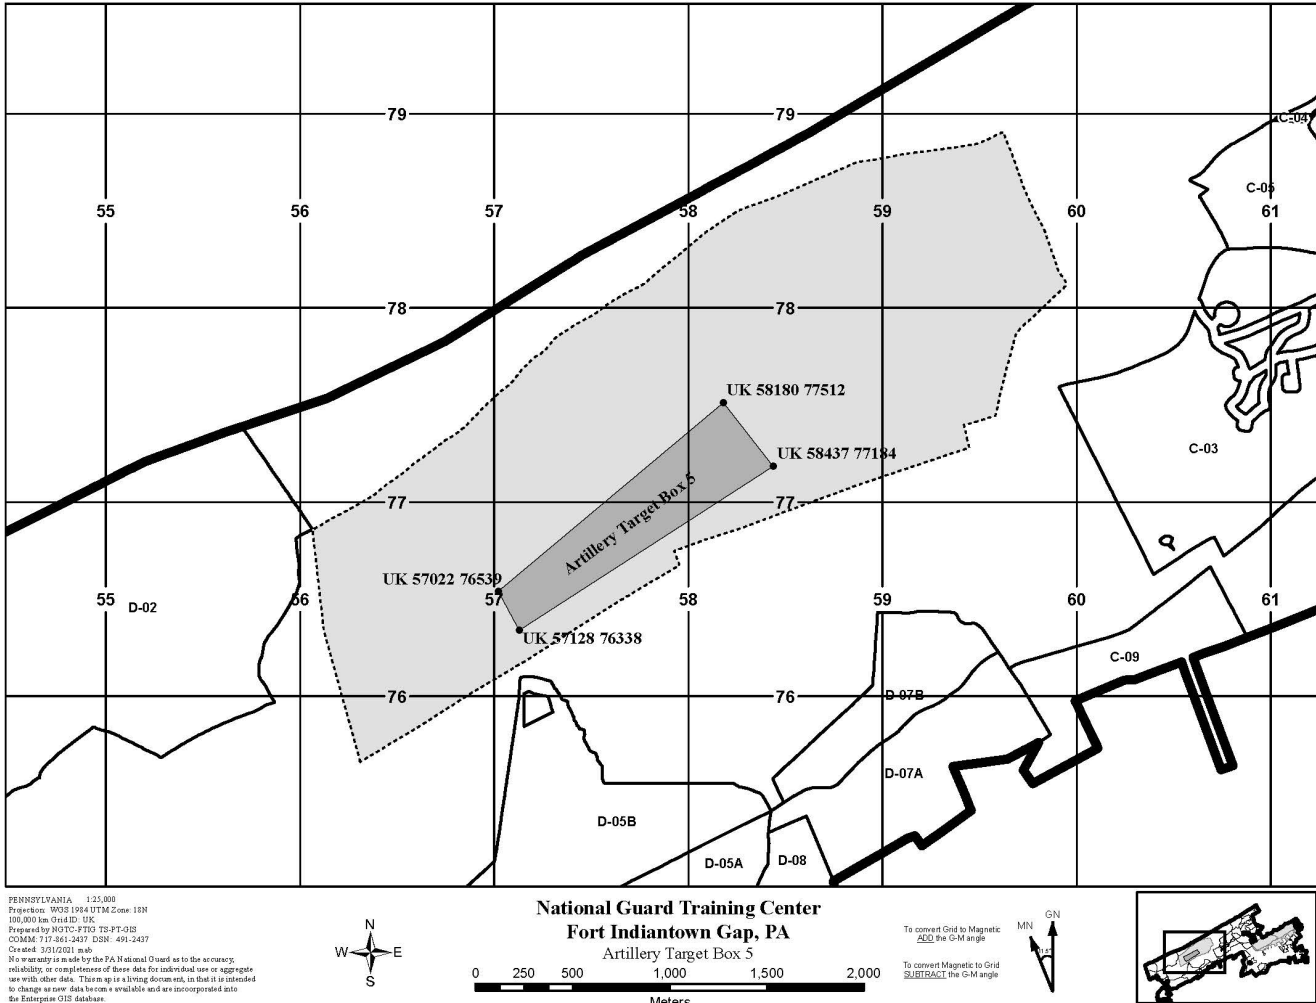 79
79
C-04
C-05
55
56
57
58
59
60
61
78
78
UK 58180 77512
UK 58437 77184
C-03
77
77
Artillery Target Box 5
UK 57022 76539
55
56
57
58
59
60
61
D-02
UK 57128 76338
C-09
76
76
D-07B
D-07A
D-05B
D-05A
D-08
PENNSYLVANIA 1:25,000
Projection: WGS 1984 UTM Zone: 18N
100,000 km Grid ID: UK
Prepared by NGTC-FTIG TS-PT-GIS
COMM: 717-861-2437 DSN: 491-2437
Created: 3/31/2021 mab
No warranty is made by the PA National Guard as to the accuracy,
reliability, or completeness of these data for individual use or aggregate
use with other data. This map is a living document, in that it is intended
to change as new data become available and are incorporated into
the Enterprise GIS database.
N
W E
S
National Guard Training Center
Fort Indiantown Gap, PA
Artillery Target Box 5
0 250 500 1,000 1,500 2,000
Meters
To convert Grid to Magnetic
ADD the G-M angle
To convert Magnetic to Grid
SUBTRACT the G-M angle
MN
GN